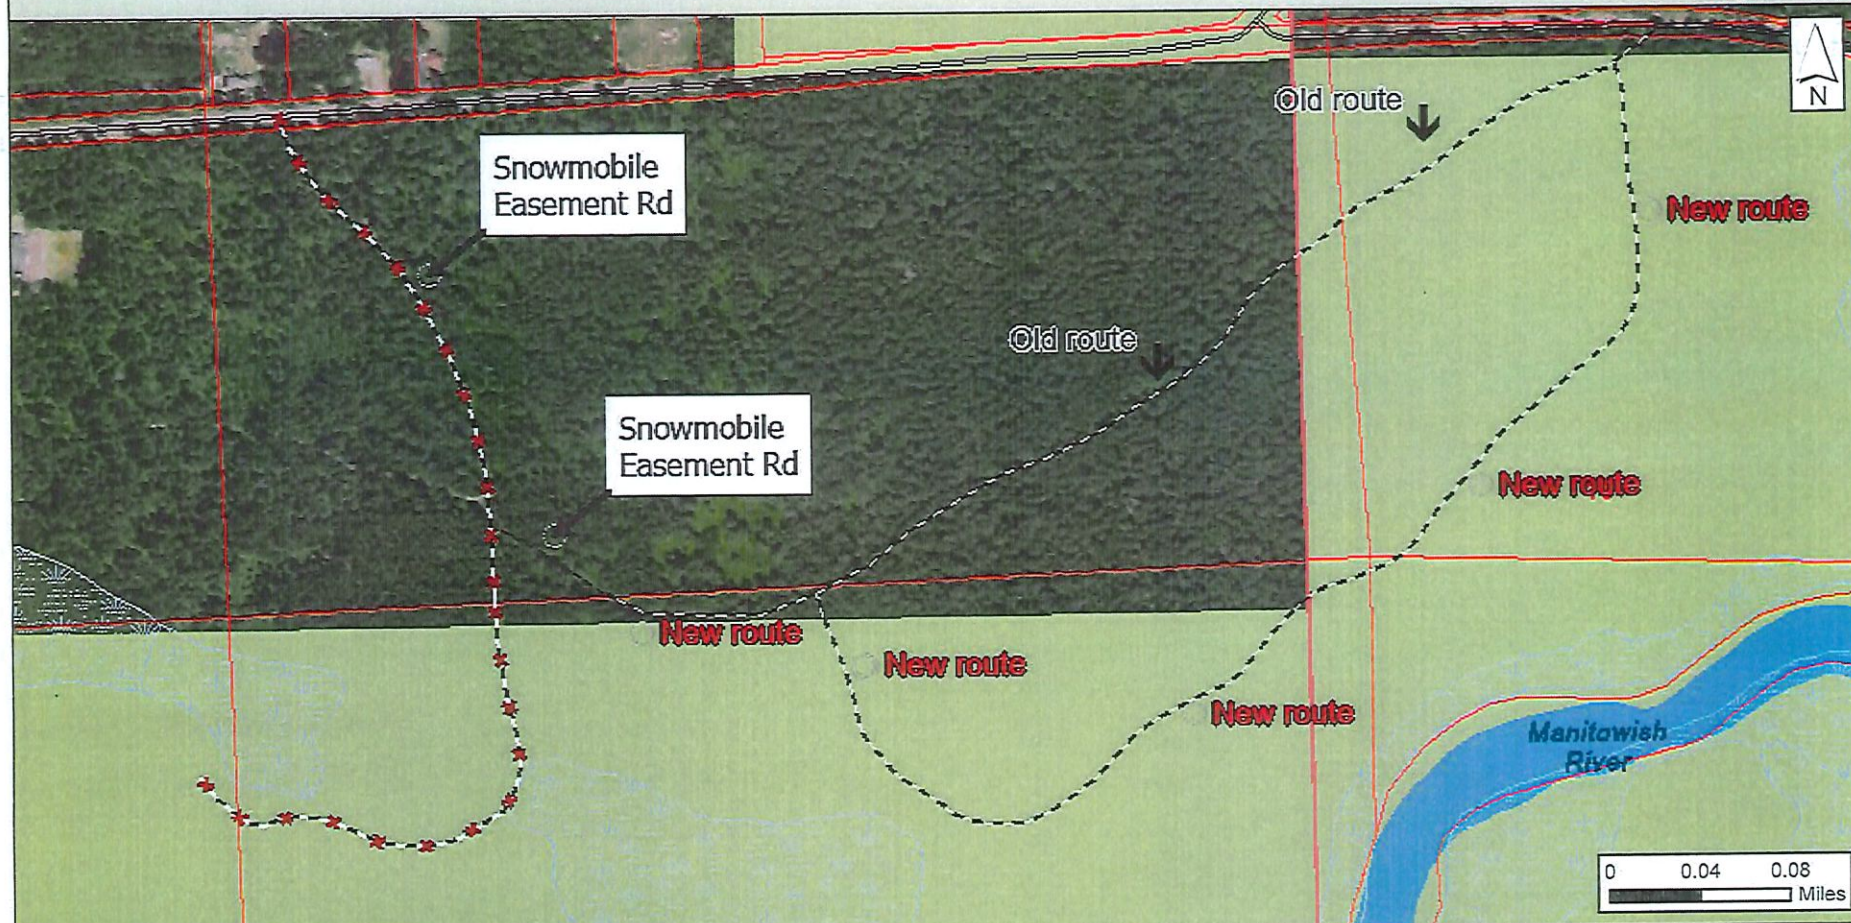 N
Old route
Snowmobile
Easement Rd
New route
Old route
Snowmobile
Easement Rd
New route
New route
New route
New route
Manitowish
River
0 0.04 0.08
Miles